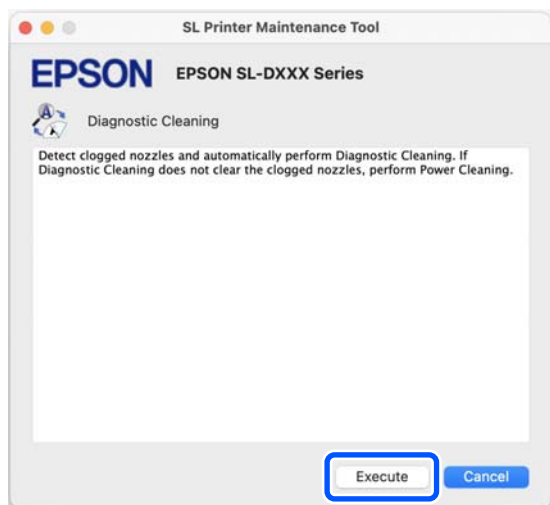 SL Printer Maintenance Tool
EPSON EPSON SL-DXXX Series
Diagnostic Cleaning
Detect clogged nozzles and automatically perform Diagnostic Cleaning. If
Diagnostic Cleaning does not clear the clogged nozzles, perform Power Cleaning.
Execute Cancel